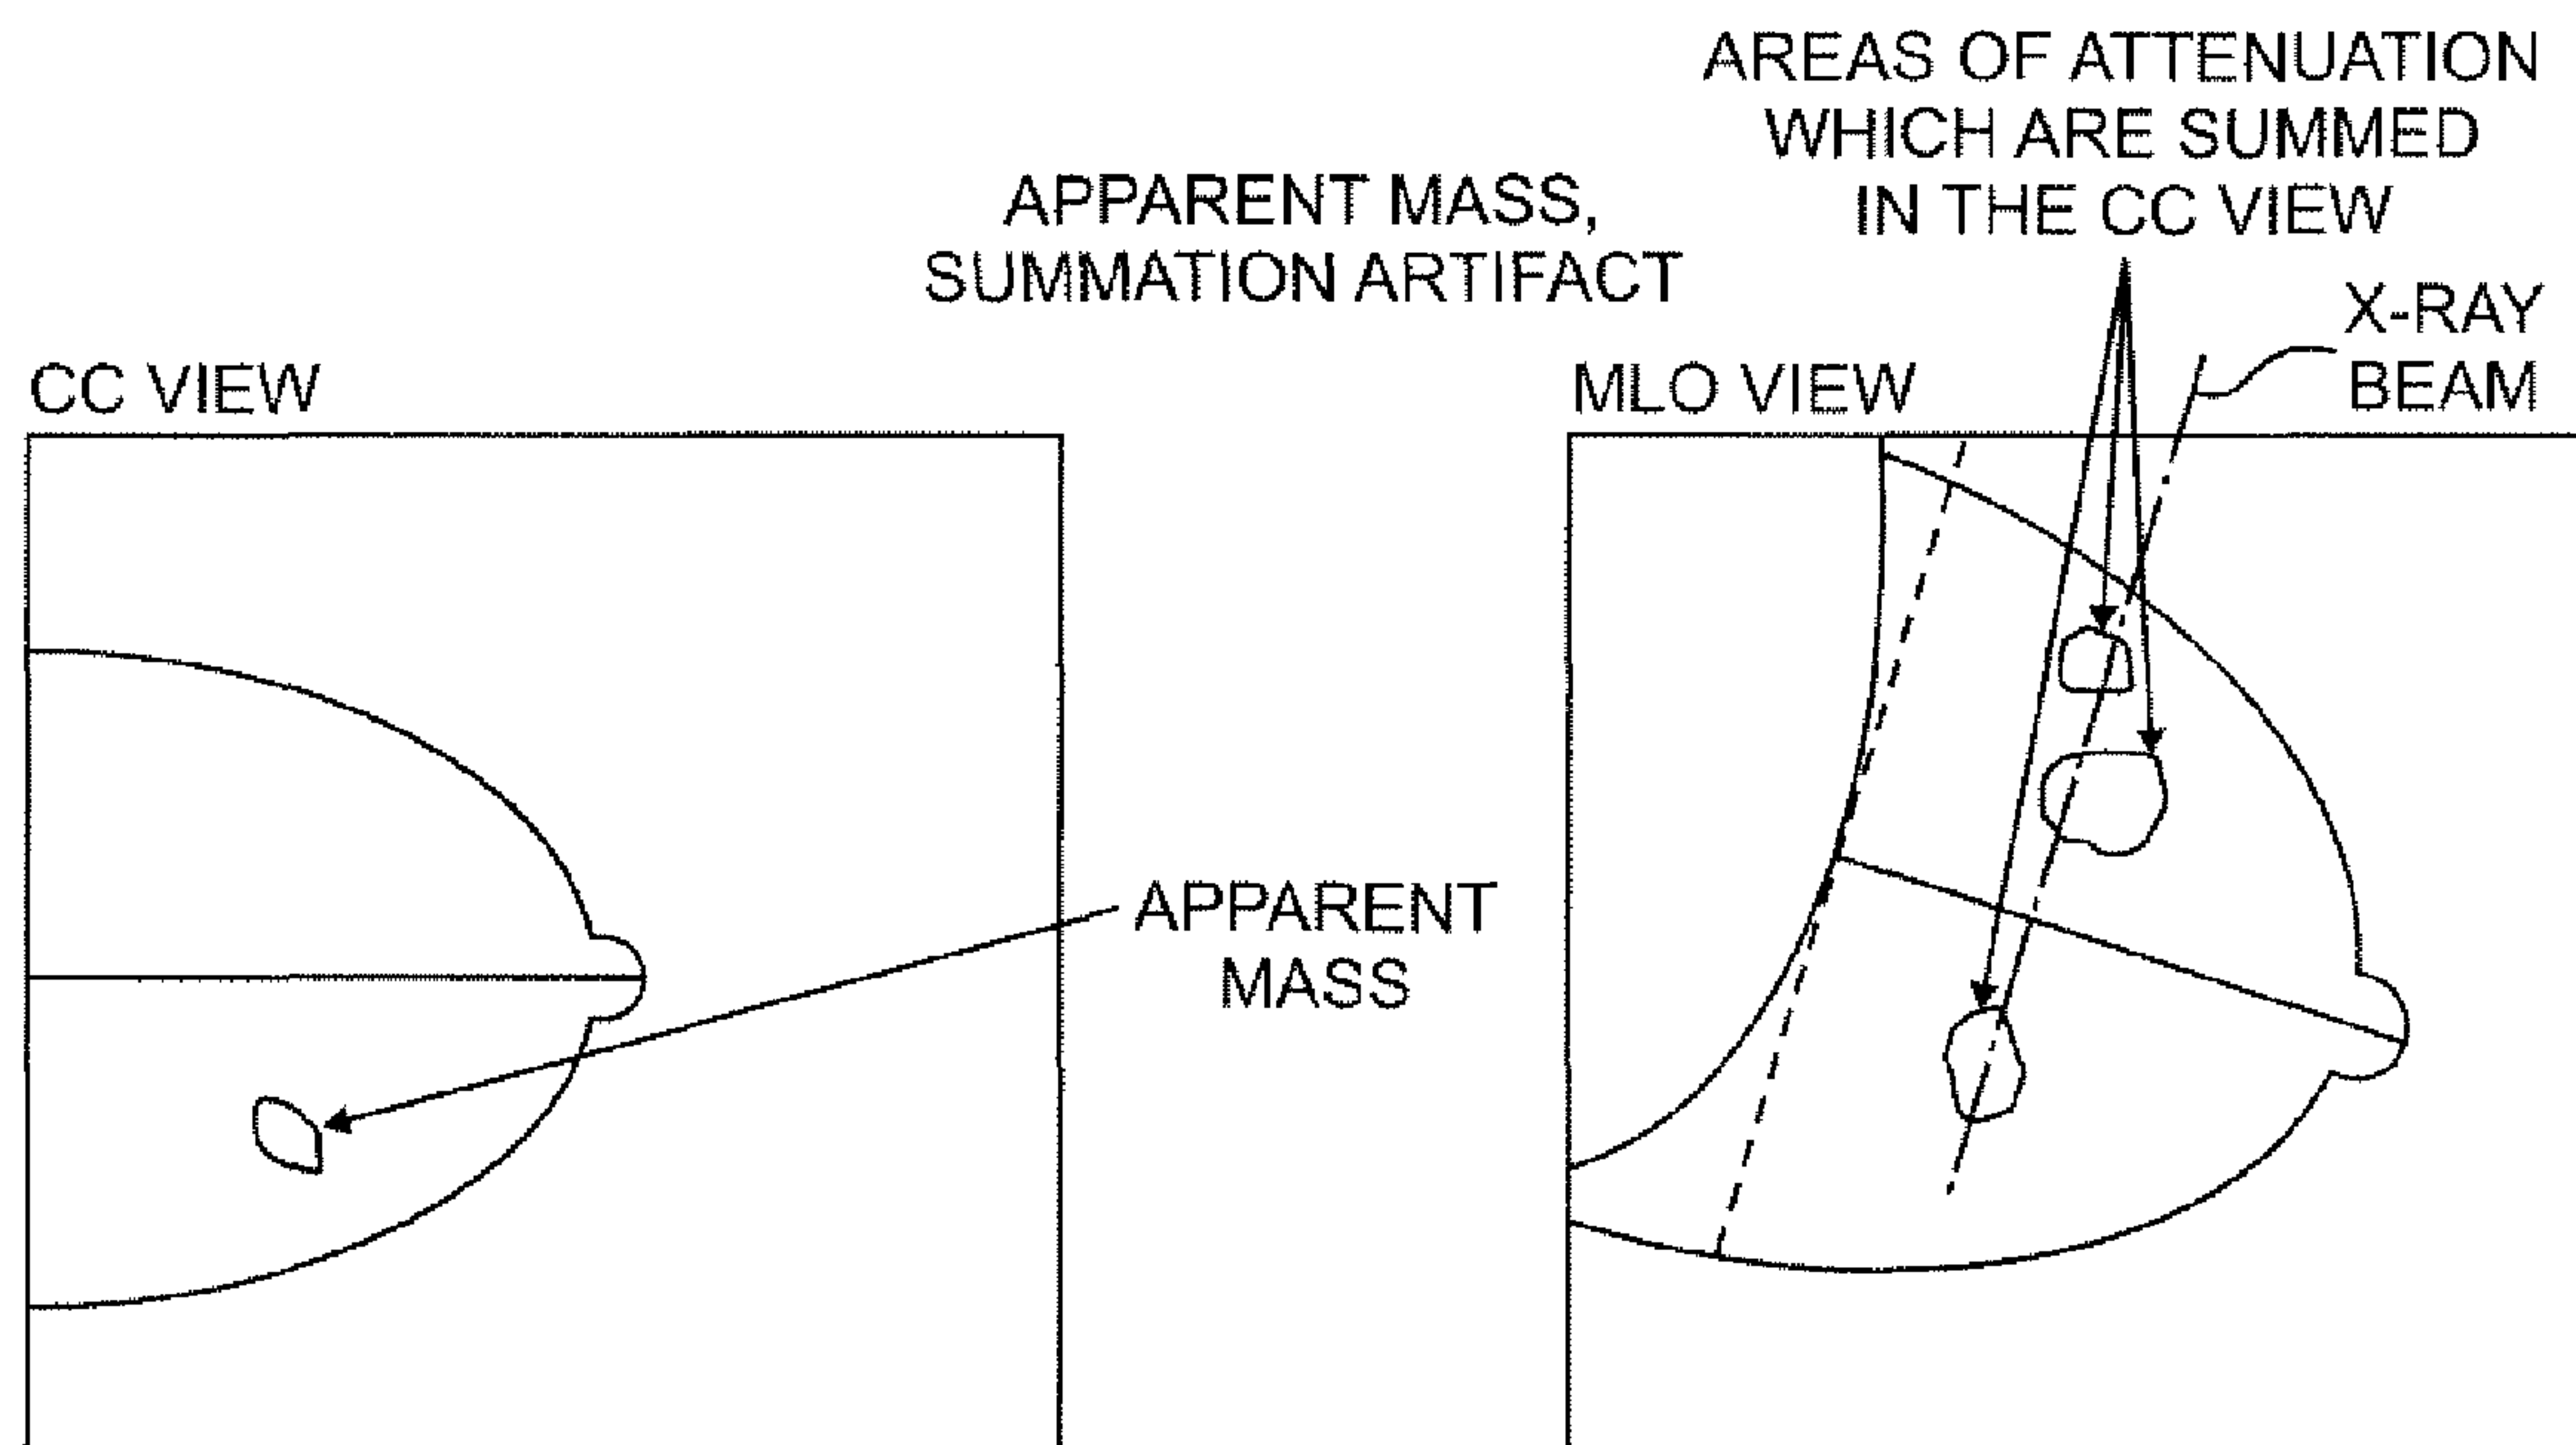 AREAS OF ATTENUATION
WHICH ARE SUMMED
IN THE CC VIEW
APPARENT MASS,
SUMMATION ARTIFACT
X-RAY
BEAM
CC VIEW
MLO VIEW
APPARENT
MASS